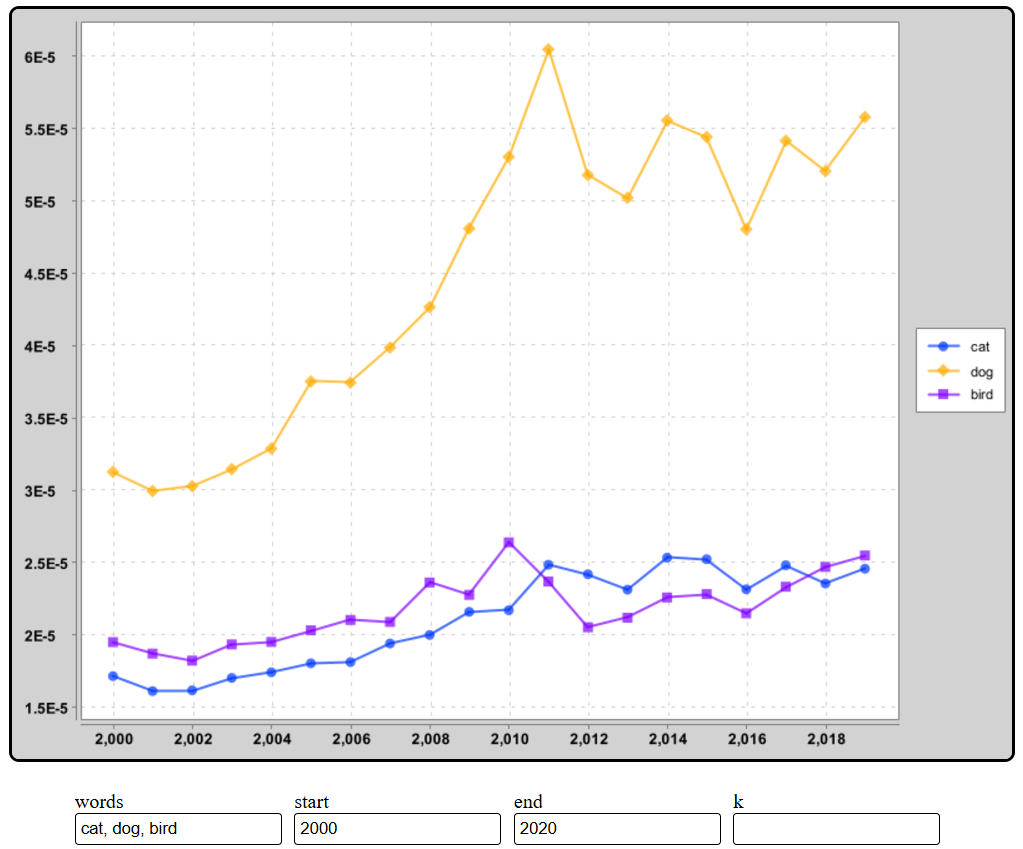 6E-5
5.5E-5
5E-5
4.5E-5
4E-5
3.5E-5
3E-5
2.5E-5
2E-5
1.5E-5
2,000 2,002 2,004 2,006 2,008 2,010 2,012 2,014 2,016 2,018
cat
dog
bird
words start end k
cat, dog, bird 2000 2020